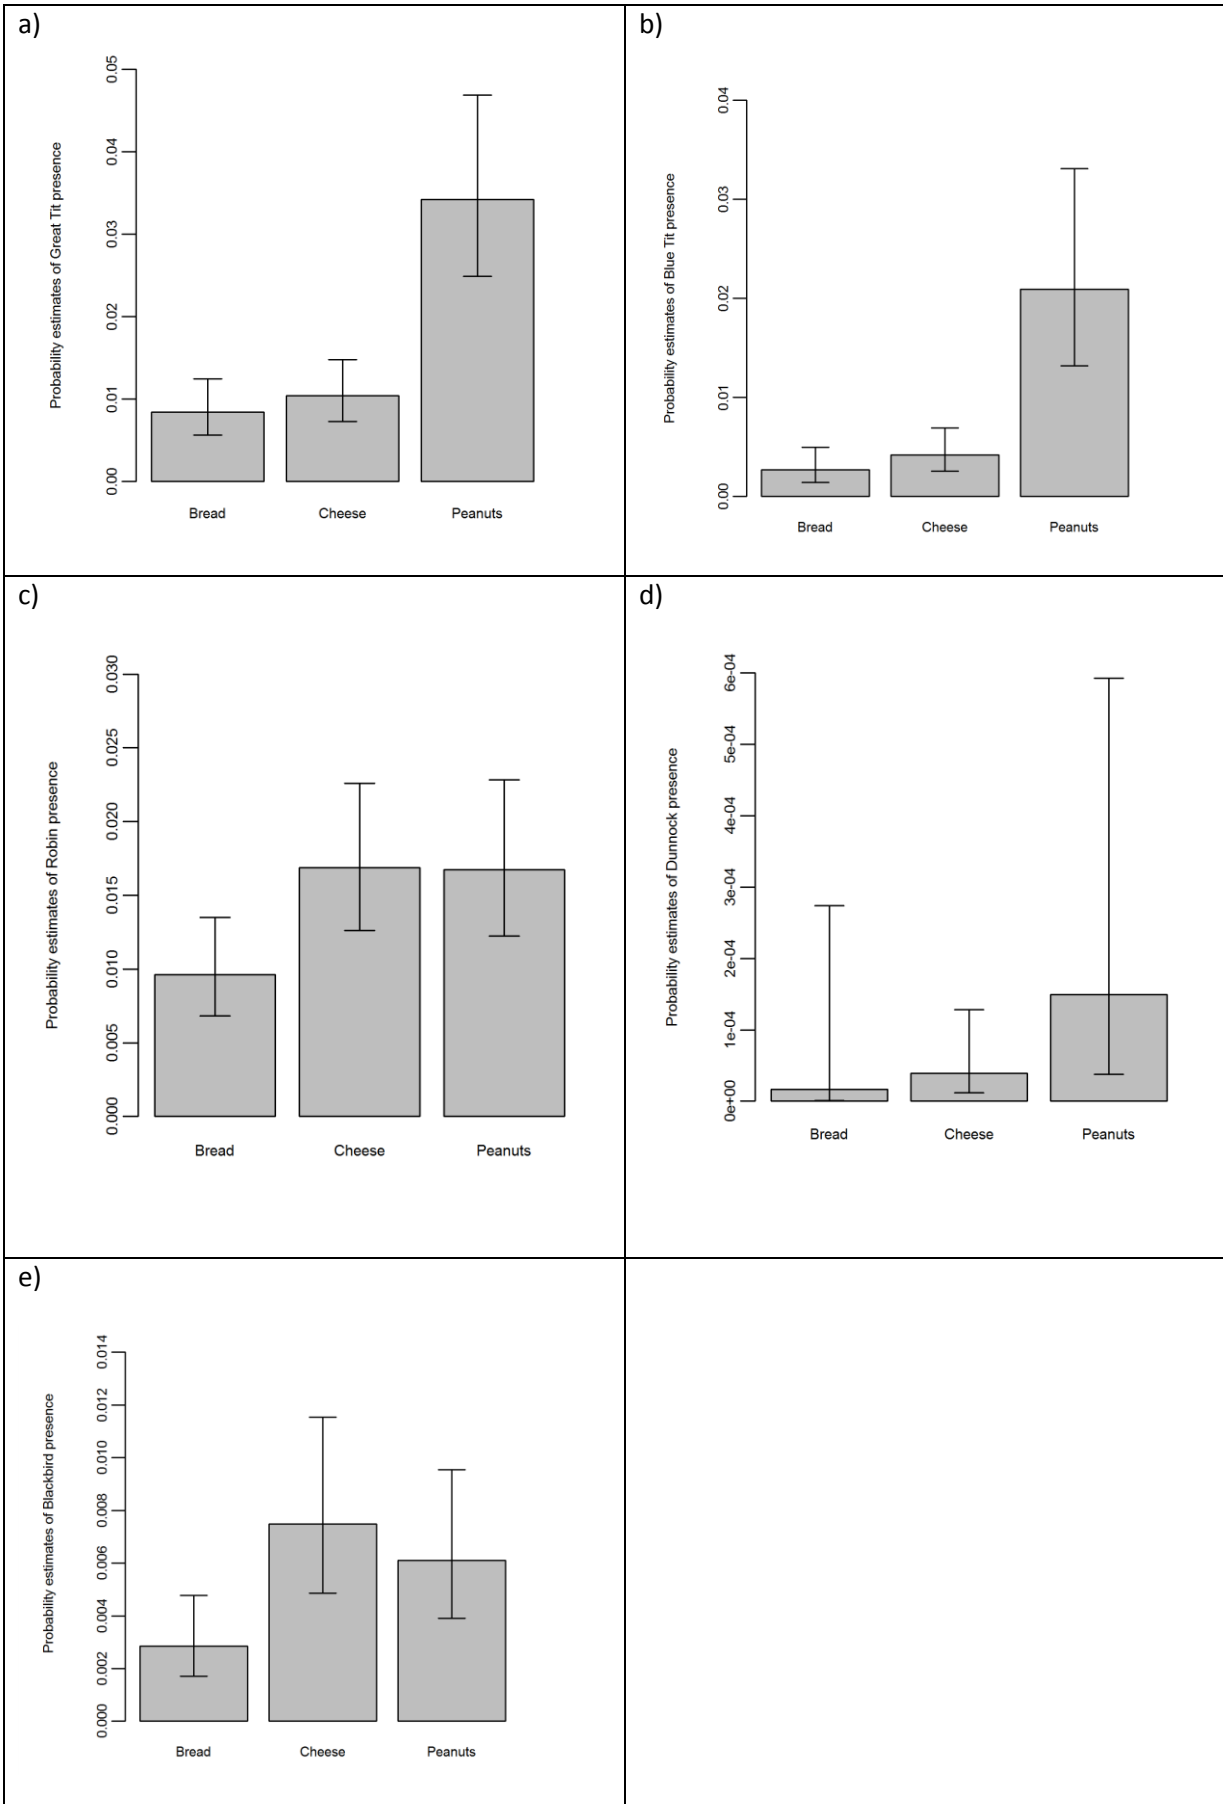 a)
Probability estimates of Great Tit presence
0.05
0.04
0.03
0.02
0.01
0.00
Bread Cheese Peanuts
b)
Probability estimates of Blue Tit presence
0.04
0.03
0.02
0.01
0.00
Bread Cheese Peanuts
c)
Probability estimates of Robin presence
0.030
0.025
0.020
0.015
0.010
0.005
0.000
Bread Cheese Peanuts
d)
Probability estimates of Dunnock presence
6e-04
5e-04
4e-04
3e-04
2e-04
1e-04
0e+00
Bread Cheese Peanuts
e)
Probability estimates of Blackbird presence
0.014
0.012
0.010
0.008
0.006
0.004
0.002
0.000
Bread Cheese Peanuts